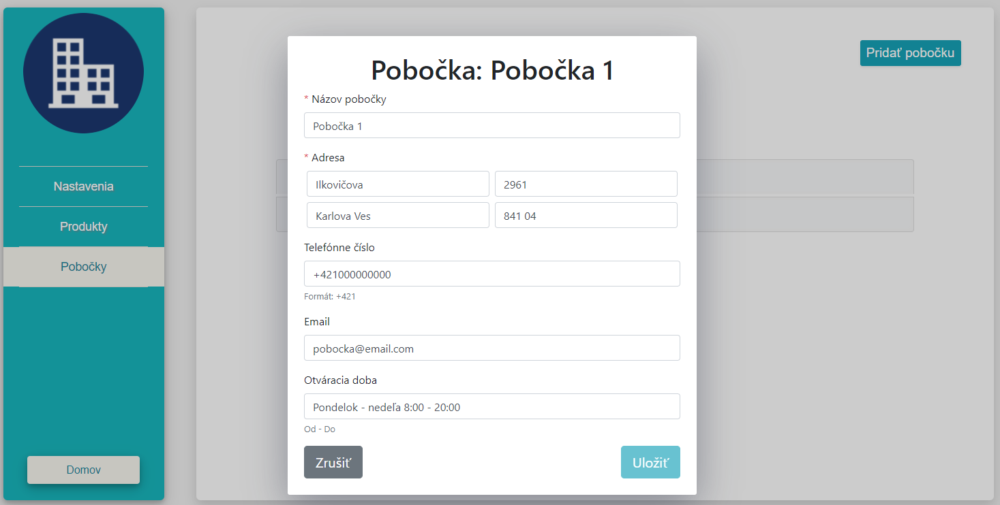 Nastavenia
Produkty
Pobočky
Domov
Pridať pobočku
Pobočka: Pobočka 1
* Názov pobočky
Pobočka 1
* Adresa
Ilkovičova 2961
Karlova Ves 841 04
Telefónne číslo
+421000000000
Formát: +421
Email
pobocka@email.com
Otváracia doba
Pondelok - nedeľa 8:00 - 20:00
Od - Do
Zrušiť Uložiť